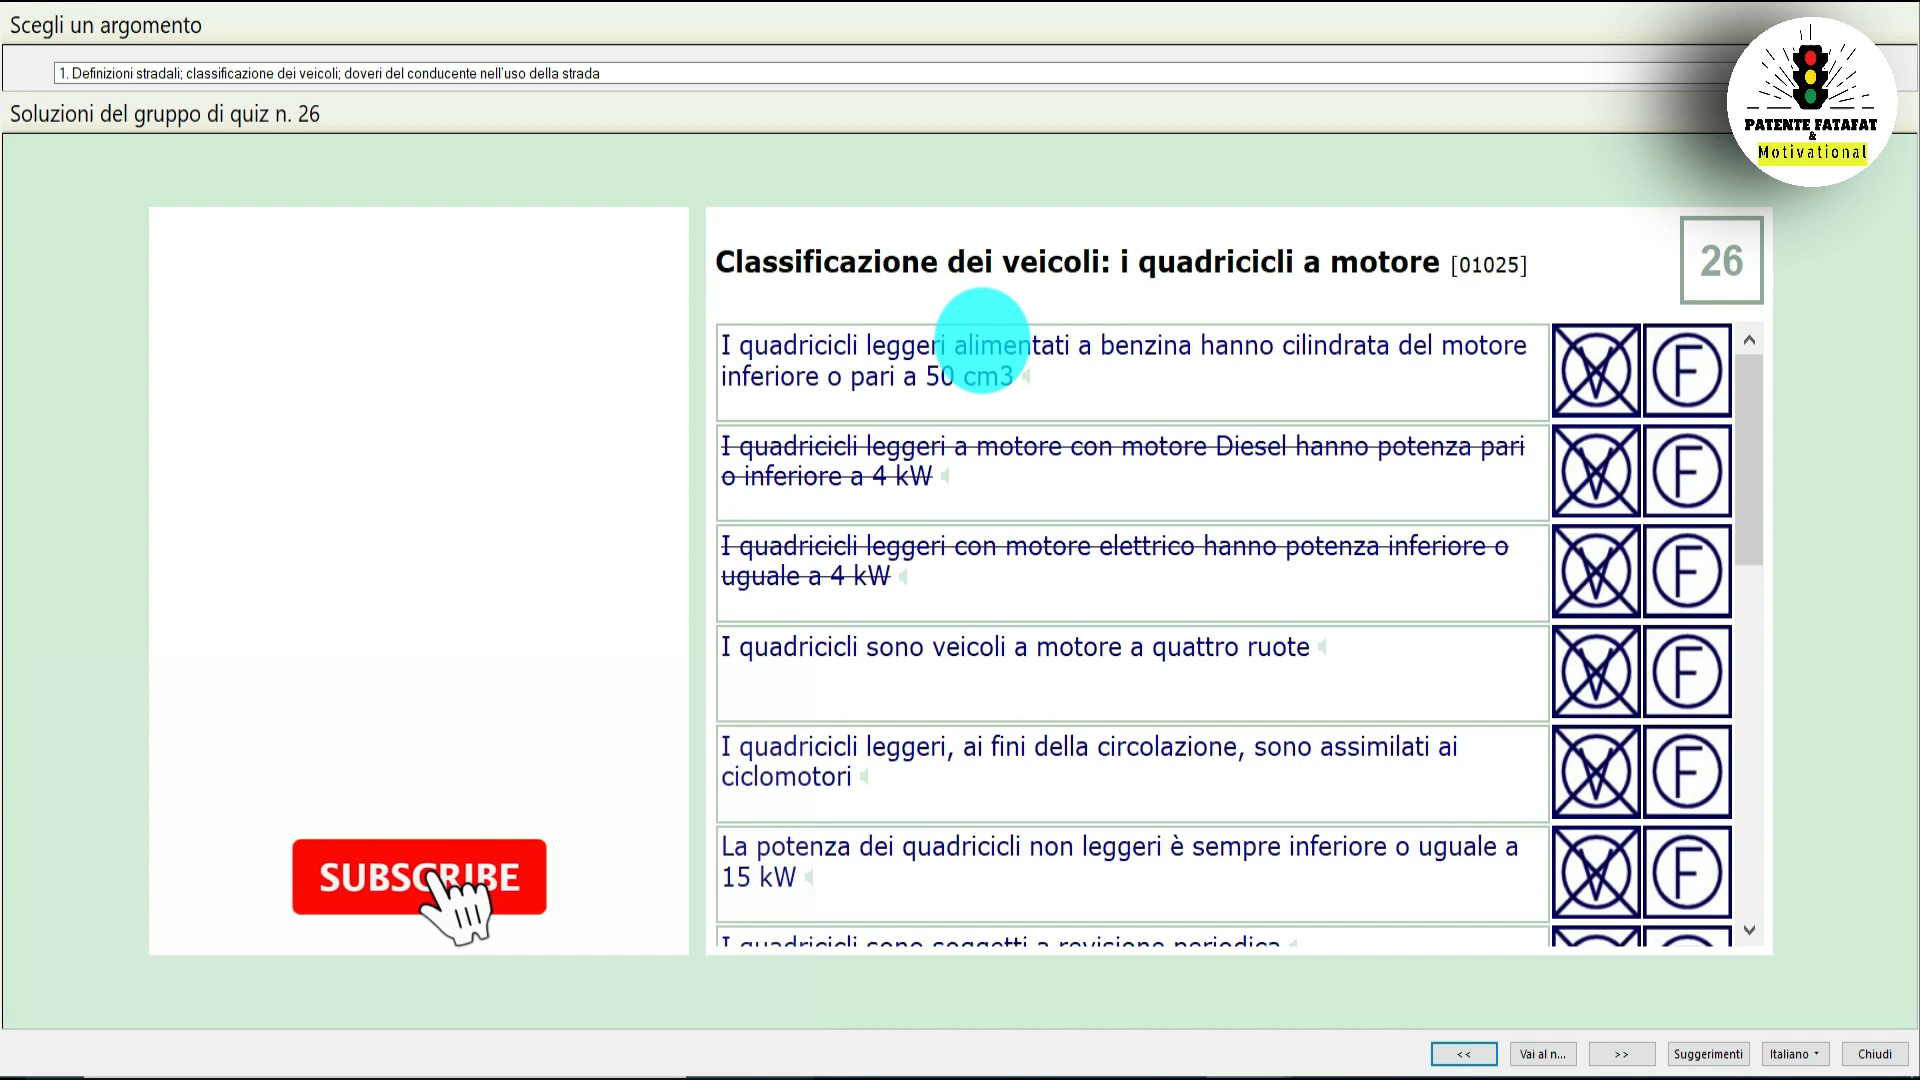 Scegli un argomento
1. Definizioni stradali; classificazione dei veicoli; doveri del conducente nell'uso della strada
Soluzioni del gruppo di quiz n. 26
PATENTE FATAFAT
&
Motivational
Classificazione dei veicoli: i quadricicli a motore [01025]
26
I quadricicli leggeri alimentati a benzina hanno cilindrata del motore
inferiore o pari a 50 cm3
V F
I quadricicli leggeri a motore con motore Diesel hanno potenza pari
o inferiore a 4 kW
V F
I quadricicli leggeri con motore elettrico hanno potenza inferiore o
uguale a 4 kW
V F
I quadricicli sono veicoli a motore a quattro ruote
V F
I quadricicli leggeri, ai fini della circolazione, sono assimilati ai
ciclomotori
V F
La potenza dei quadricicli non leggeri è sempre inferiore o uguale a
15 kW
V F
I quadricicli sono soggetti a revisione periodica
SUBSCRIBE
<< Vai al n... >> Suggerimenti Italiano Chiudi